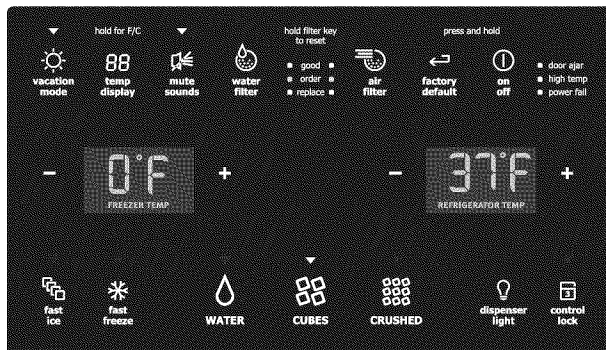 hold for F/C
hold filter key
to reset
press and hold
88
vacation
mode
temp
display
mute
sounds
water
filter
good
order
replace
air
filter
factory
default
on
off
door ajar
high temp
power fail
0°F
FREEZER TEMP
37°F
REFRIGERATOR TEMP
fast
ice
fast
freeze
WATER
CUBES
CRUSHED
dispenser
light
3
control
lock